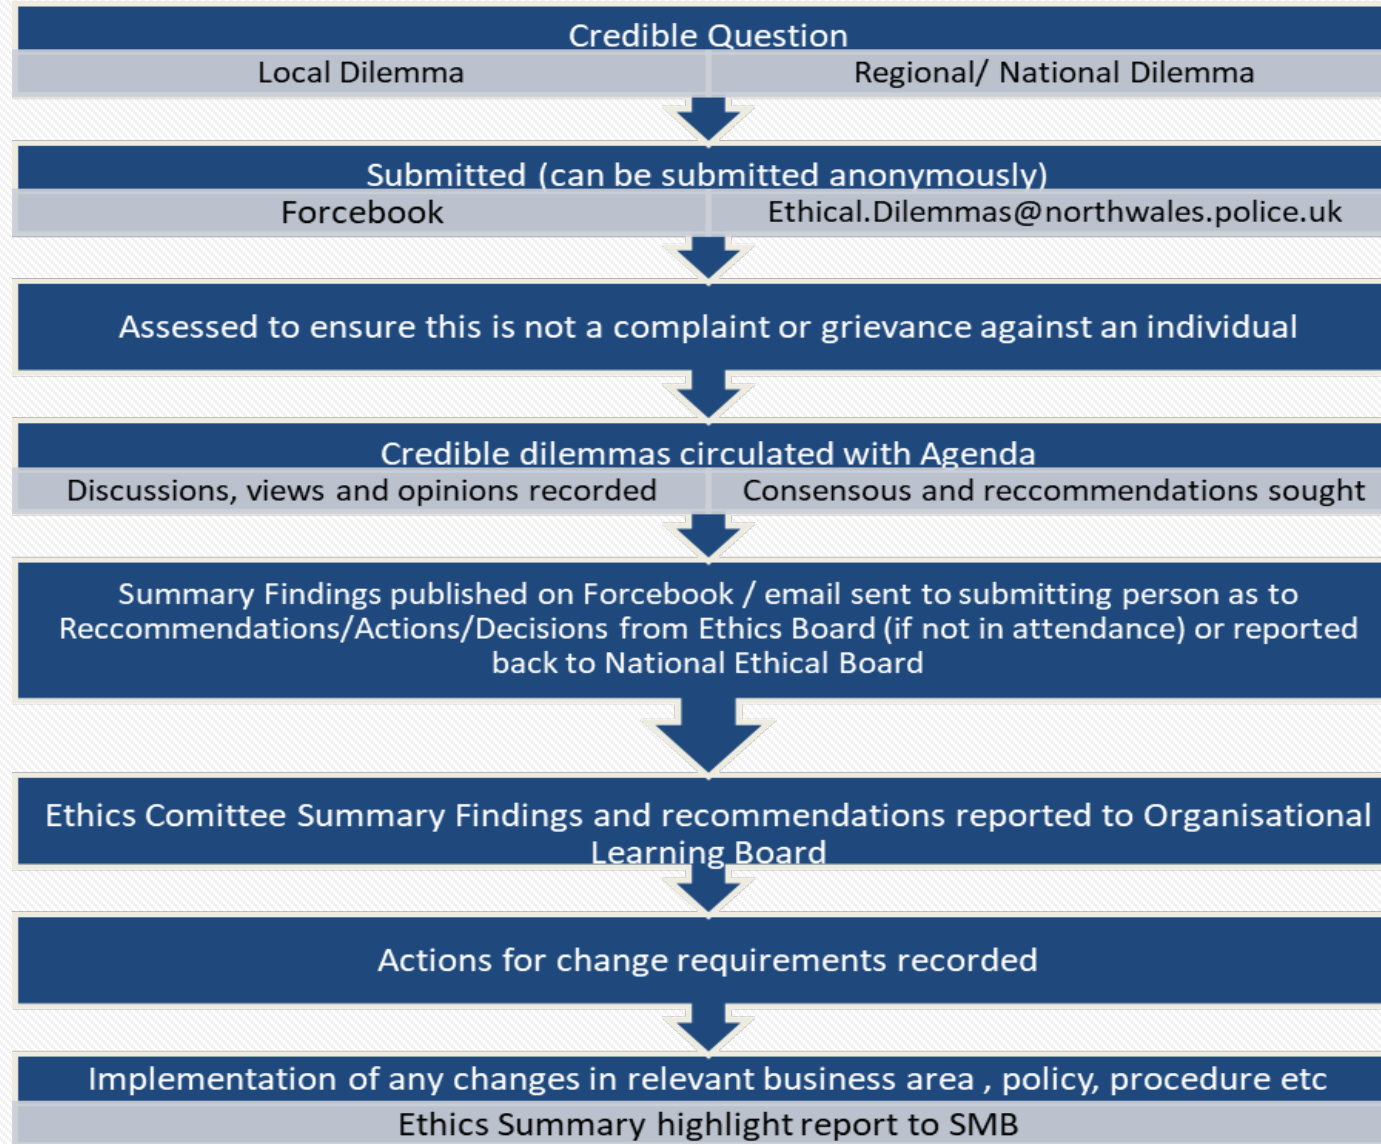 Credible Question
Local Dilemma
Regional/ National Dilemma
Submitted (can be submitted anonymously)
Forcebook
Ethical.Dilemmas@northwales.police.uk
Assessed to ensure this is not a complaint or grievance against an individual
Credible dilemmas circulated with Agenda
Discussions, views and opinions recorded
Consensous and reccommendations sought
Summary Findings published on Forcebook / email sent to submitting person as to
Reccommendations/Actions/Decisions from Ethics Board (if not in attendance) or reported
back to National Ethical Board
Ethics Comittee Summary Findings and recommendations reported to Organisational
Learning Board
Actions for change requirements recorded
Implementation of any changes in relevant business area , policy, procedure etc
Ethics Summary highlight report to SMB